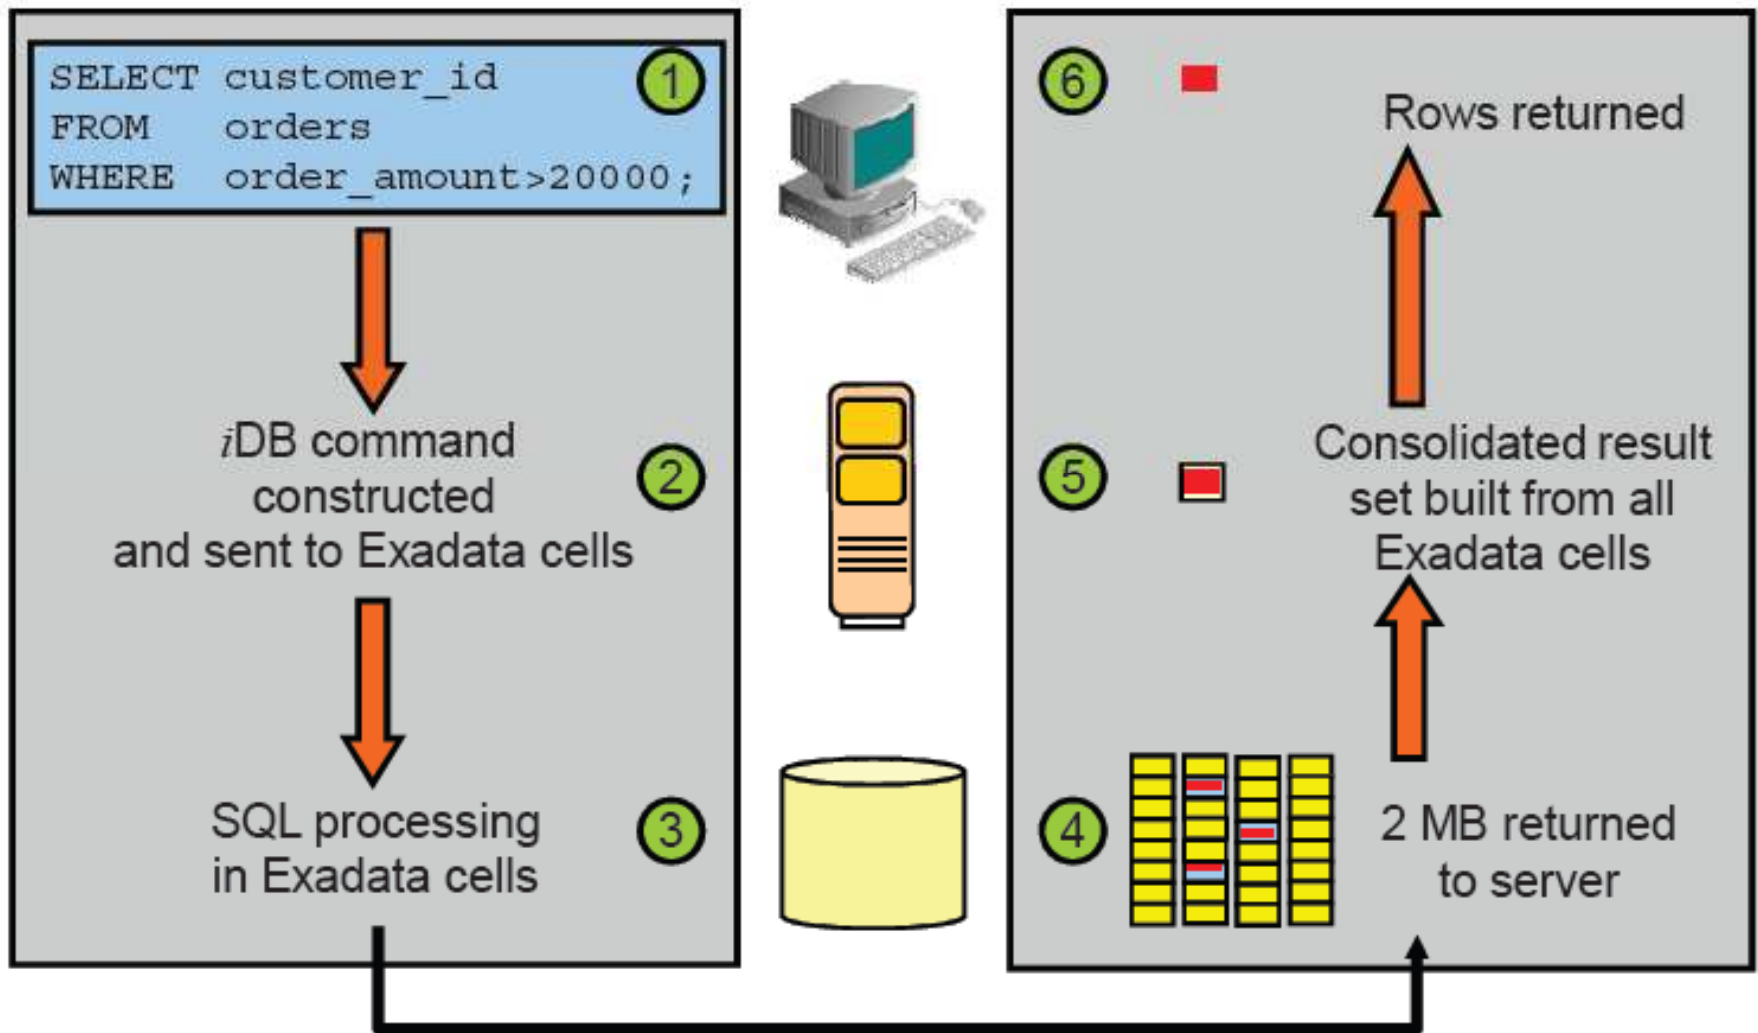 SELECT customer_id
FROM orders
WHERE order_amount>20000;
1
iDB command
constructed
and sent to Exadata cells
2
SQL processing
in Exadata cells
3
4
2 MB returned
to server
5
Consolidated result
set built from all
Exadata cells
6
Rows returned